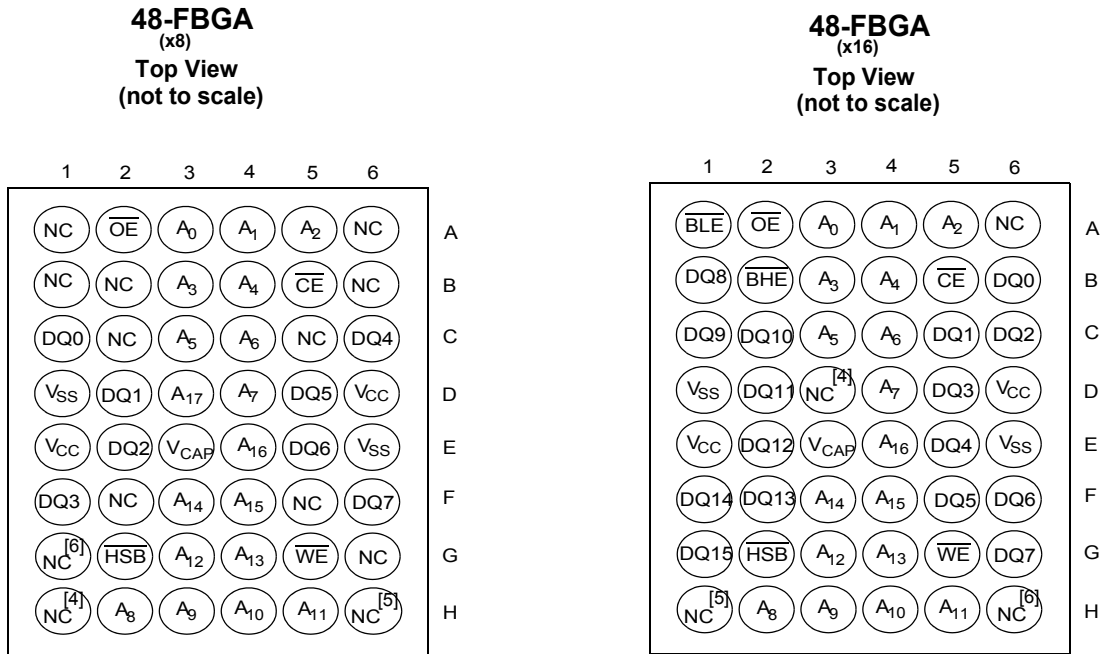 48-FBGA
(x8)
Top View
(not to scale)
1 2 3 4 5 6
NC OE A0 A1 A2 NC A
NC NC A3 A4 CE NC B
DQ0 NC A5 A6 NC DQ4 C
VSS DQ1 A17 A7 DQ5 VCC D
VCC DQ2 VCAP A16 DQ6 VSS E
DQ3 NC A14 A15 NC DQ7 F
NC[6] HSB A12 A13 WE NC G
NC[4] A8 A9 A10 A11 NC[5] H
48-FBGA
(x16)
Top View
(not to scale)
1 2 3 4 5 6
BLE OE A0 A1 A2 NC A
DQ8 BHE A3 A4 CE DQ0 B
DQ9 DQ10 A5 A6 DQ1 DQ2 C
VSS DQ11 NC[4] A7 DQ3 VCC D
VCC DQ12 VCAP A16 DQ4 VSS E
DQ14 DQ13 A14 A15 DQ5 DQ6 F
DQ15 HSB A12 A13 WE DQ7 G
NC[5] A8 A9 A10 A11 NC[6] H